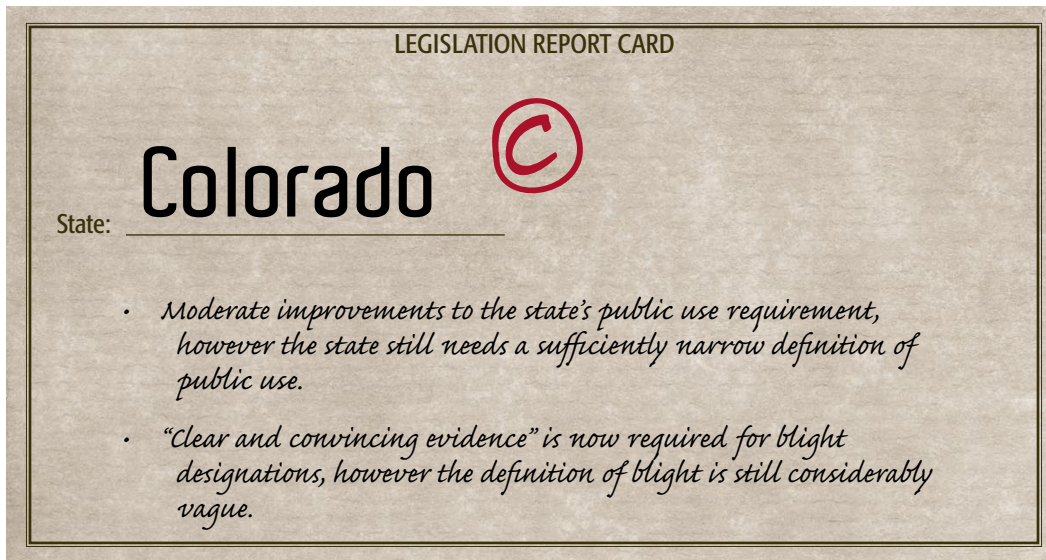 LEGISLATION REPORT CARD
C
Colorado
State:
• Moderate improvements to the state’s public use requirement,
however the state still needs a sufficiently narrow definition of
public use.
• “Clear and convincing evidence” is now required for blight
designations, however the definition of blight is still considerably
vague.